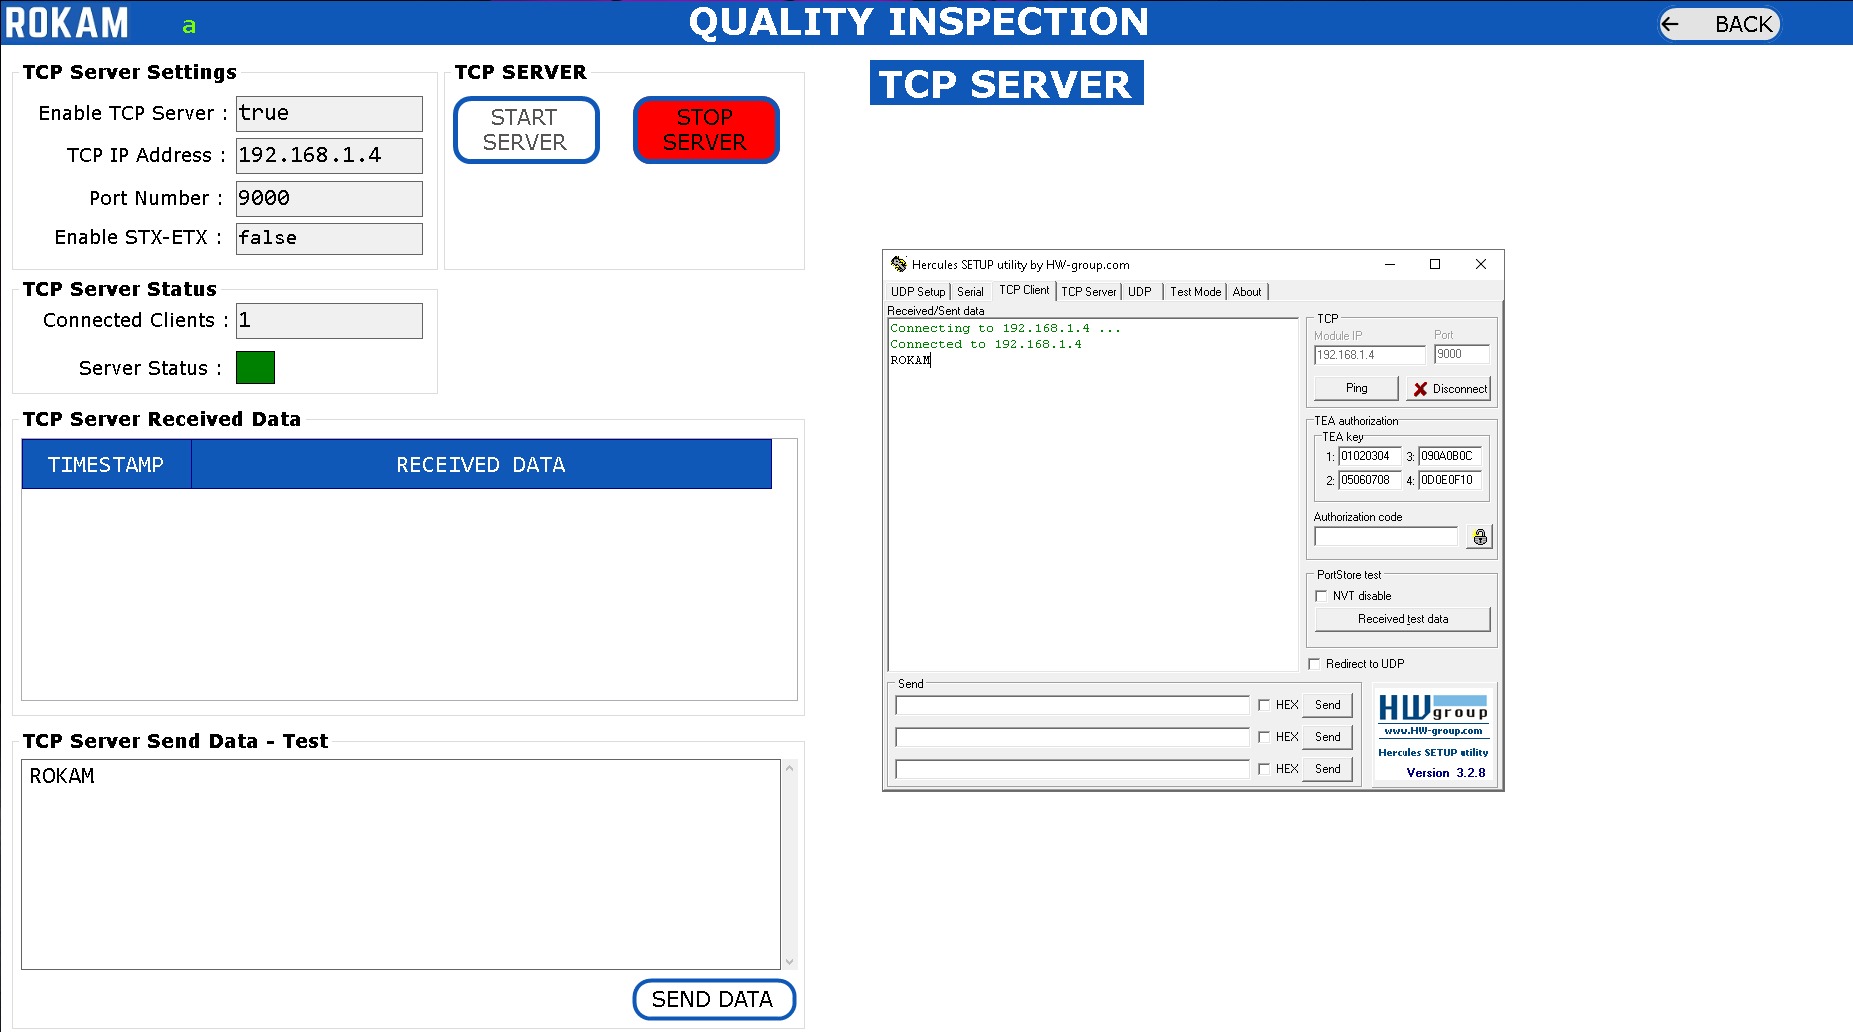 ROKAM
a
QUALITY INSPECTION
← BACK
TCP Server Settings
Enable TCP Server : true
TCP IP Address : 192.168.1.4
Port Number : 9000
Enable STX-ETX : false
TCP SERVER
START SERVER
STOP SERVER
TCP SERVER
TCP Server Status
Connected Clients : 1
Server Status :
TCP Server Received Data
TIMESTAMP RECEIVED DATA
TCP Server Send Data - Test
ROKAM
SEND DATA
Hercules SETUP utility by HW-group.com
UDP Setup Serial TCP Client TCP Server UDP Test Mode About
Received/Sent data
Connecting to 192.168.1.4 ...
Connected to 192.168.1.4
ROKAM
TCP
Module IP Port
192.168.1.4 9000
Ping Disconnect
TEA authorization
TEA key
1: 01020304 3: 090A0B0C
2: 05060708 4: 0D0E0F10
Authorization code
PortStore test
NVT disable
Received test data
Redirect to UDP
Send
HEX Send
HEX Send
HEX Send
HW group
www.HW-group.com
Hercules SETUP utility
Version 3.2.8